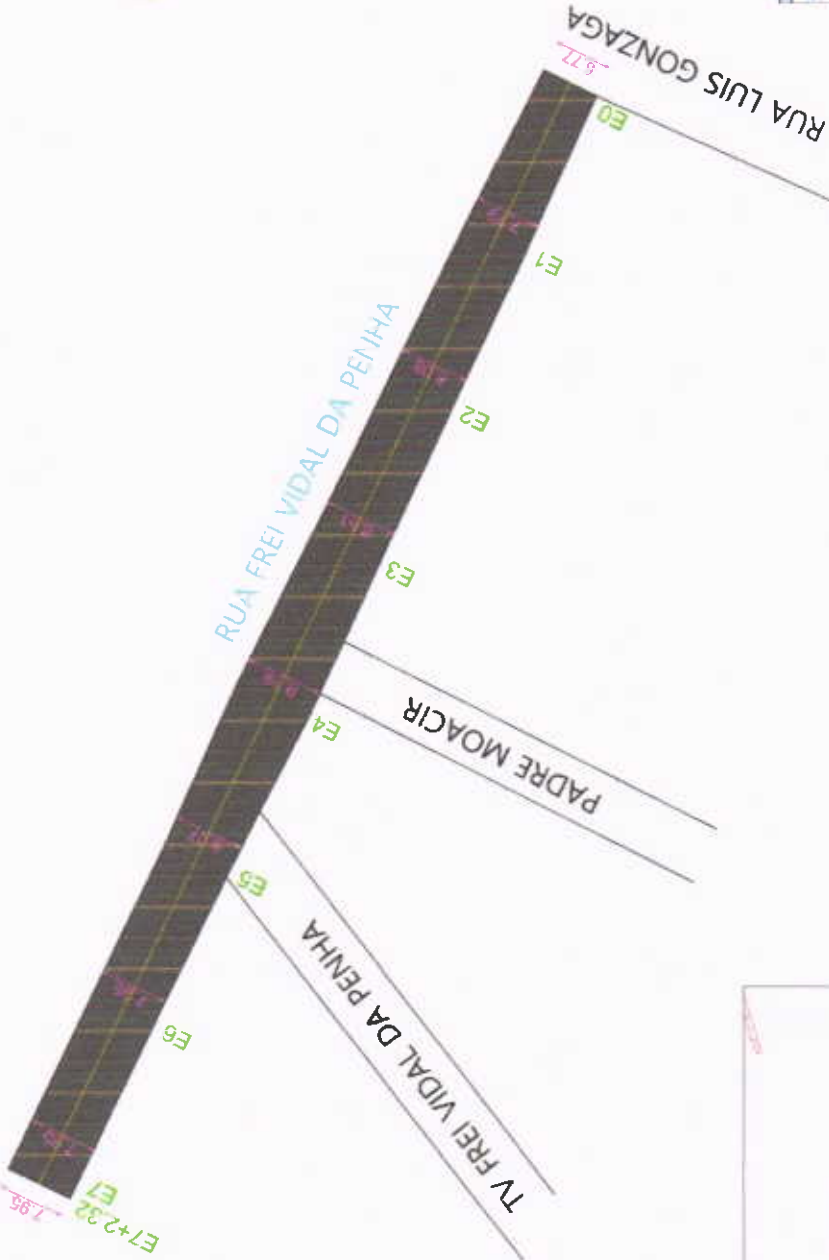 RUA LUIS GONZAGA
6.77
E0
E1
E2
RUA FREI VIDAL DA PENHA
E3
E4
PADRE MOACIR
E5
TV FREI VIDAL DA PENHA
E6
E7
E7+2.32
7.95